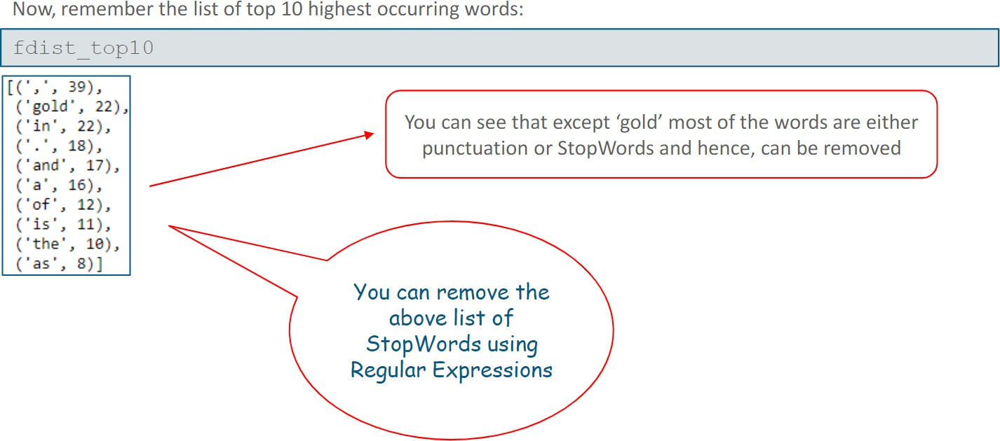 Now, remember the list of top 10 highest occurring words:
fdist_top10
[(',', 39),
('gold', 22),
('in', 22),
('.', 18),
('and', 17),
('a', 16),
('of', 12),
('is', 11),
('the', 10),
('as', 8)]
You can see that except ‘gold’ most of the words are either
punctuation or StopWords and hence, can be removed
You can remove the
above list of
StopWords using
Regular Expressions